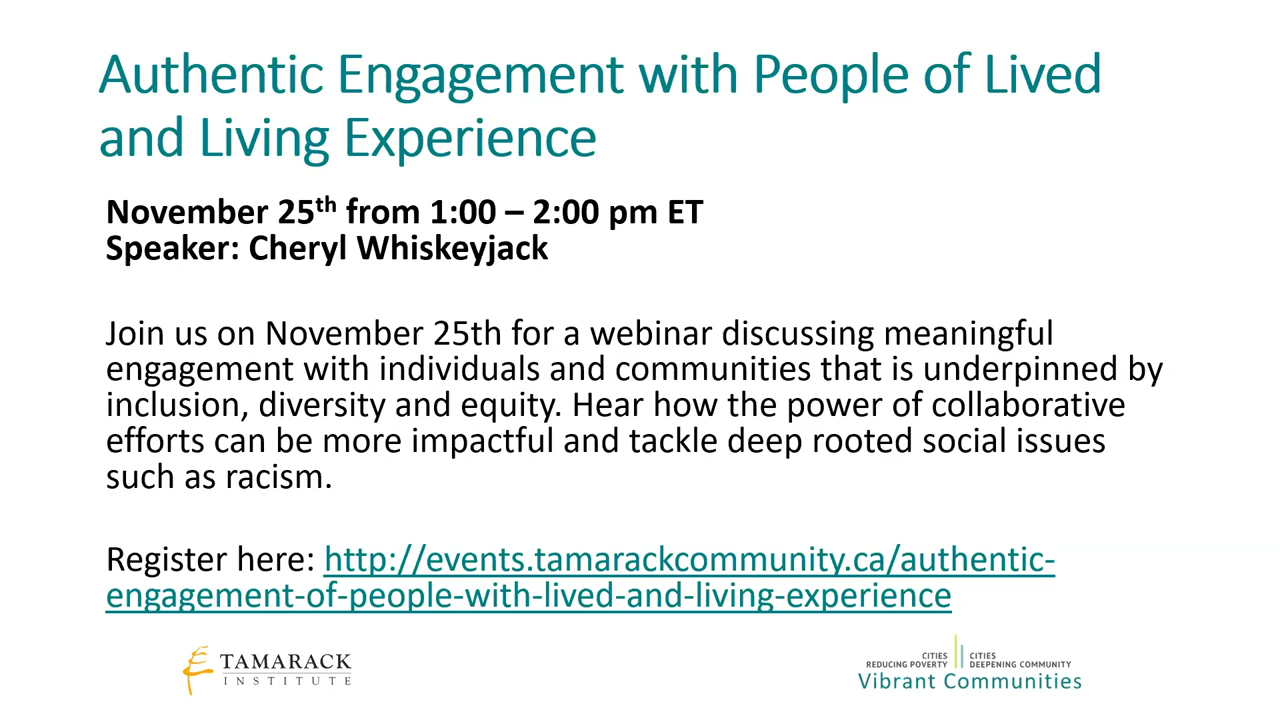 Authentic Engagement with People of Lived
and Living Experience
November 25th from 1:00 – 2:00 pm ET
Speaker: Cheryl Whiskeyjack
Join us on November 25th for a webinar discussing meaningful
engagement with individuals and communities that is underpinned by
inclusion, diversity and equity. Hear how the power of collaborative
efforts can be more impactful and tackle deep rooted social issues
such as racism.
Register here: http://events.tamarackcommunity.ca/authentic-
engagement-of-people-with-lived-and-living-experience
TAMARACK
INSTITUTE
CITIES
REDUCING POVERTY
CITIES
DEEPENING COMMUNITY
Vibrant Communities